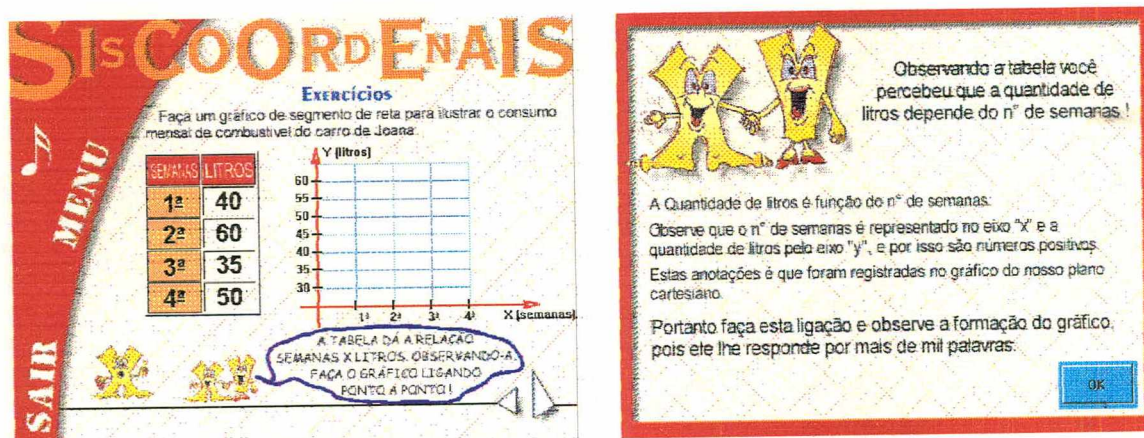 SISCOORDENAIS
EXERCÍCIOS
Faça um gráfico de segmento de reta para ilustrar o consumo
mensal de combustível do carro de Joana:
MENU
SAIR
SEMANAS LITROS
1ª 40
2ª 60
3ª 35
4ª 50
Y (litros)
60
55
50
45
40
35
30
1ª 2ª 3ª 4ª X (semanas)
A TABELA DÁ A RELAÇÃO
SEMANAS X LITROS. OBSERVANDO-A,
FAÇA O GRÁFICO LIGANDO
PONTO A PONTO!
Observando a tabela você
percebeu que a quantidade de
litros depende do n° de semanas !
A Quantidade de litros é função do n° de semanas:
Observe que o n° de semanas é representado no eixo "x" e a
quantidade de litros pelo eixo "y", e por isso são números positivos.
Estas anotações é que foram registradas no gráfico do nosso plano
cartesiano.
Portanto faça esta ligação e observe a formação do gráfico,
pois ele lhe responde por mais de mil palavras.
OK